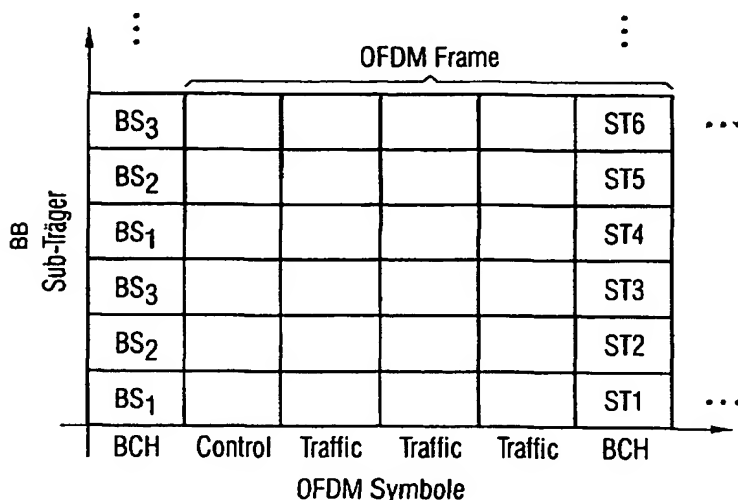 OFDM Frame
BS3 ST6
BS2 ST5
BS1 ST4
BS3 ST3
BS2 ST2
BS1 ST1
BB
Sub-Träger
BCH Control Traffic Traffic Traffic BCH
OFDM Symbole